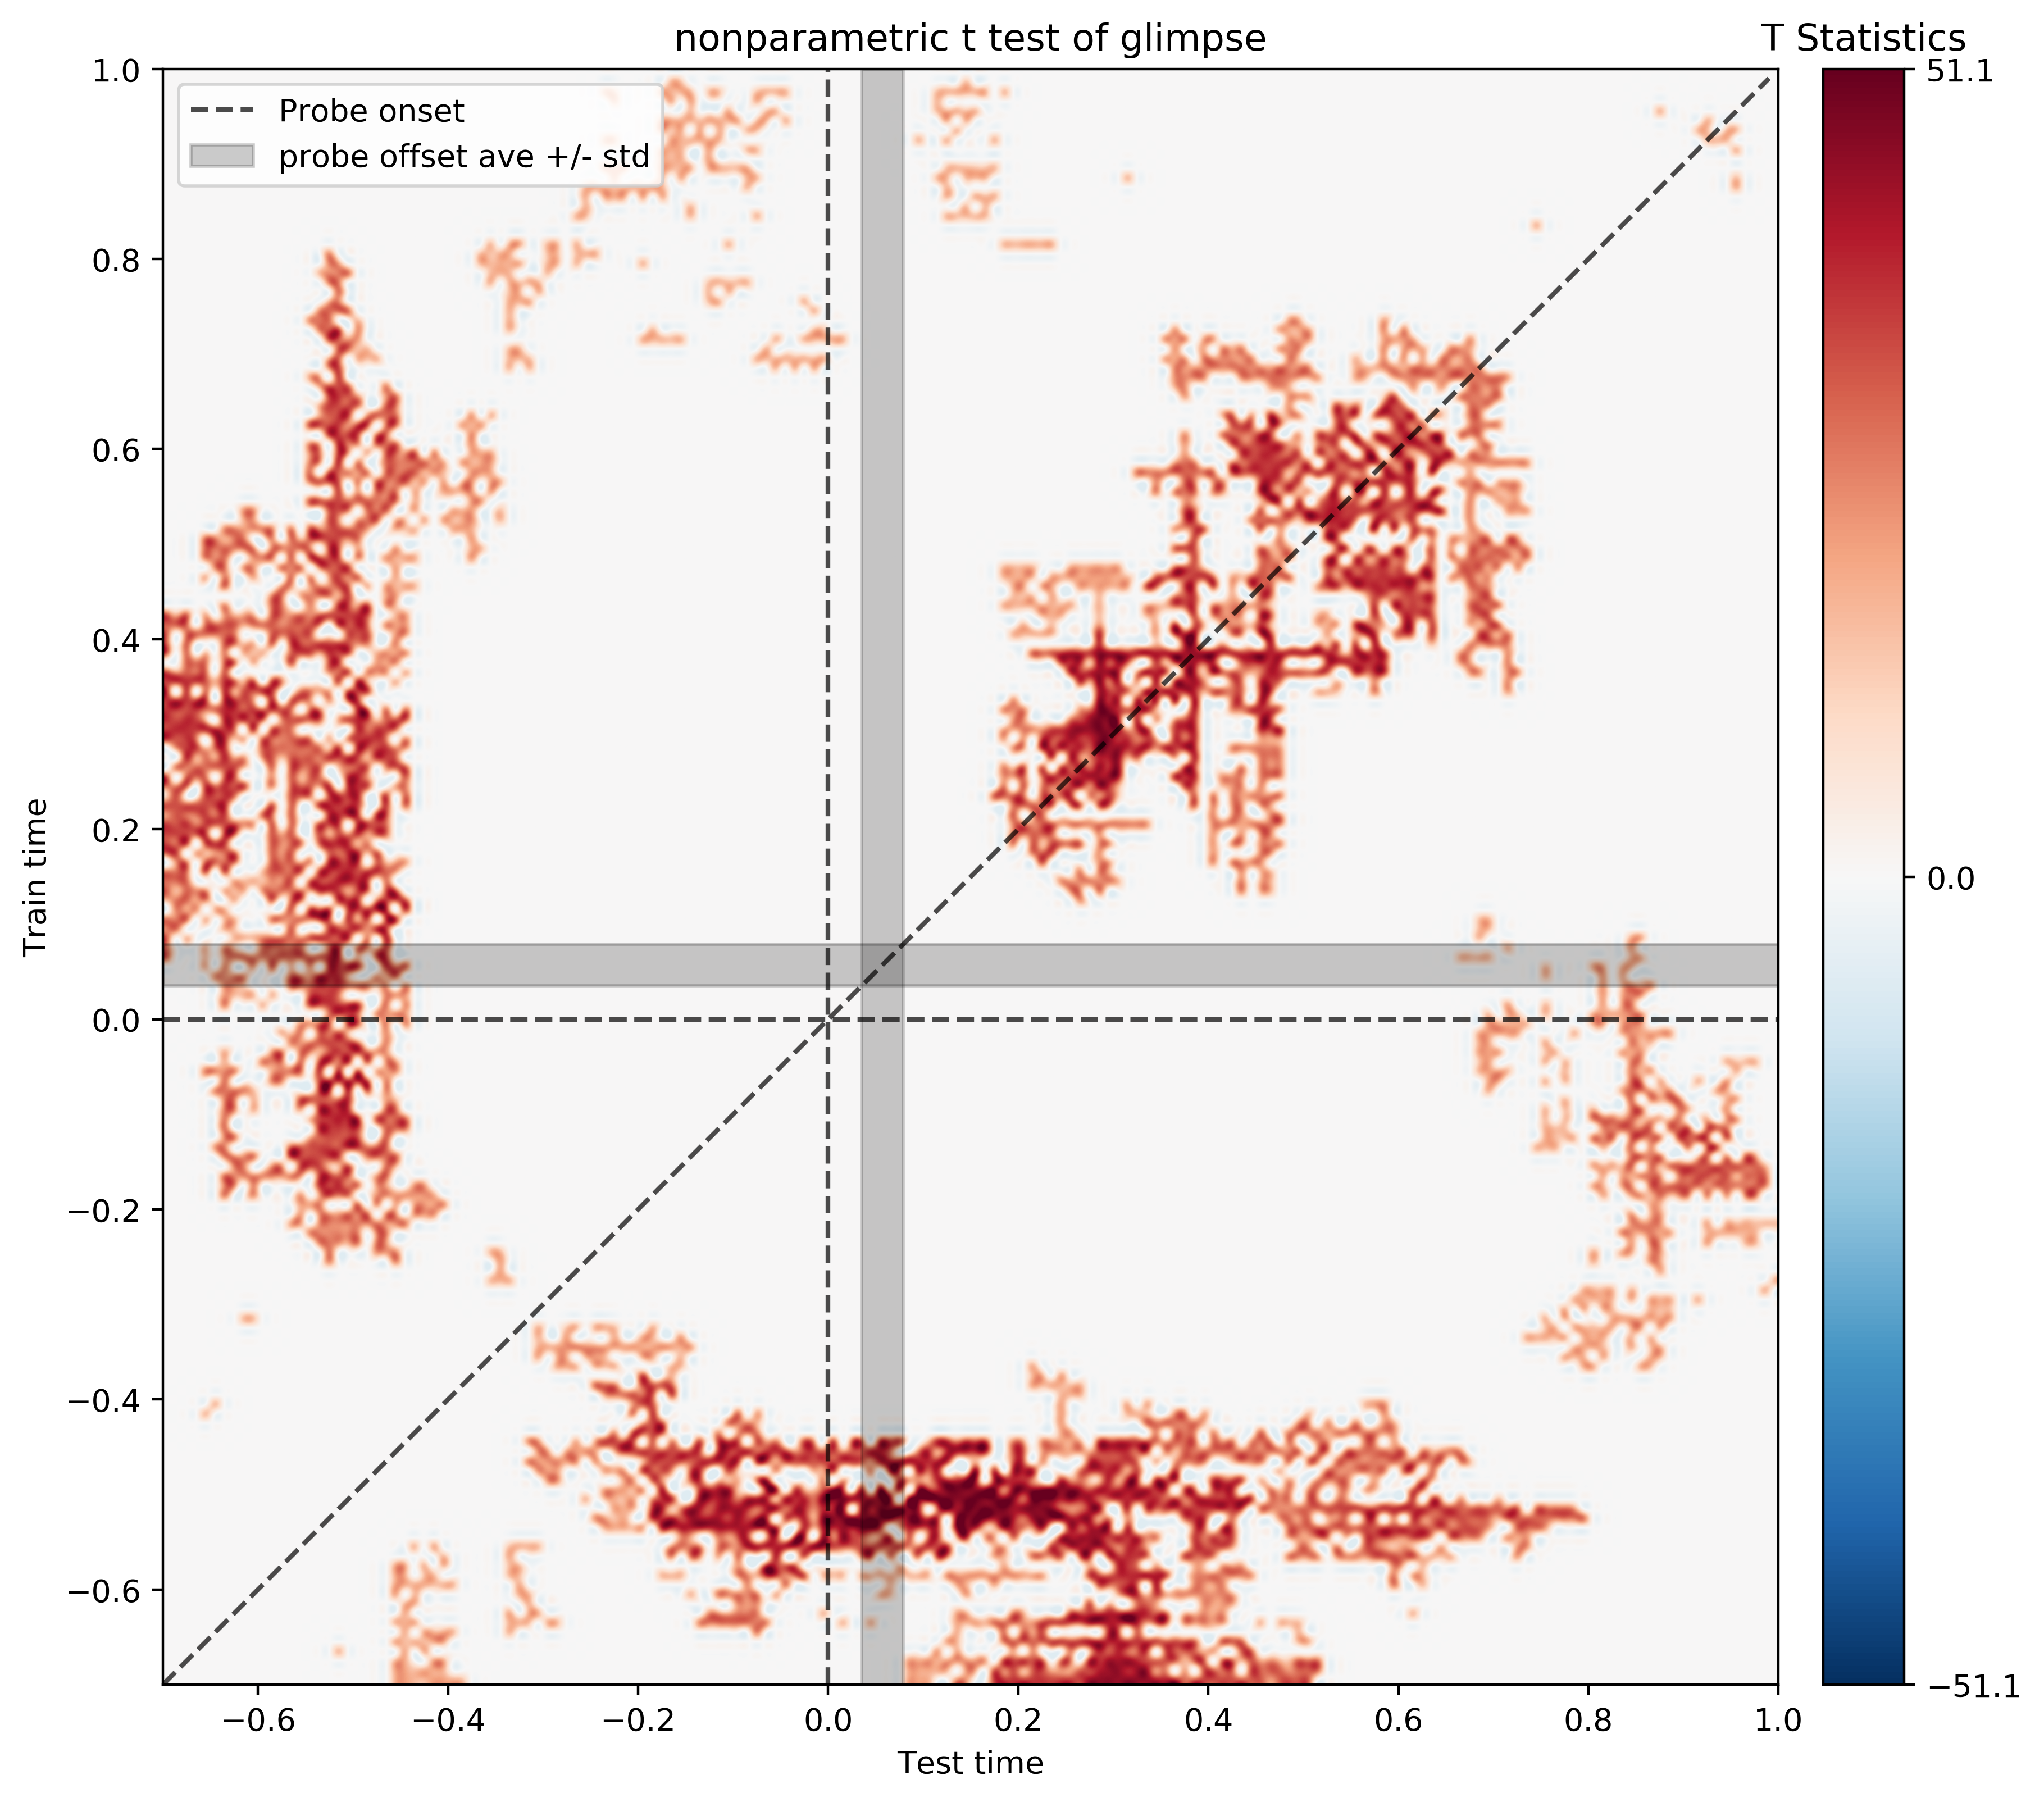 nonparametric t test of glimpse
T Statistics
Probe onset
probe offset ave +/- std
1.0
0.8
0.6
0.4
0.2
0.0
−0.2
−0.4
−0.6
Train time
−0.6 −0.4 −0.2 0.0 0.2 0.4 0.6 0.8 1.0
Test time
51.1
0.0
−51.1